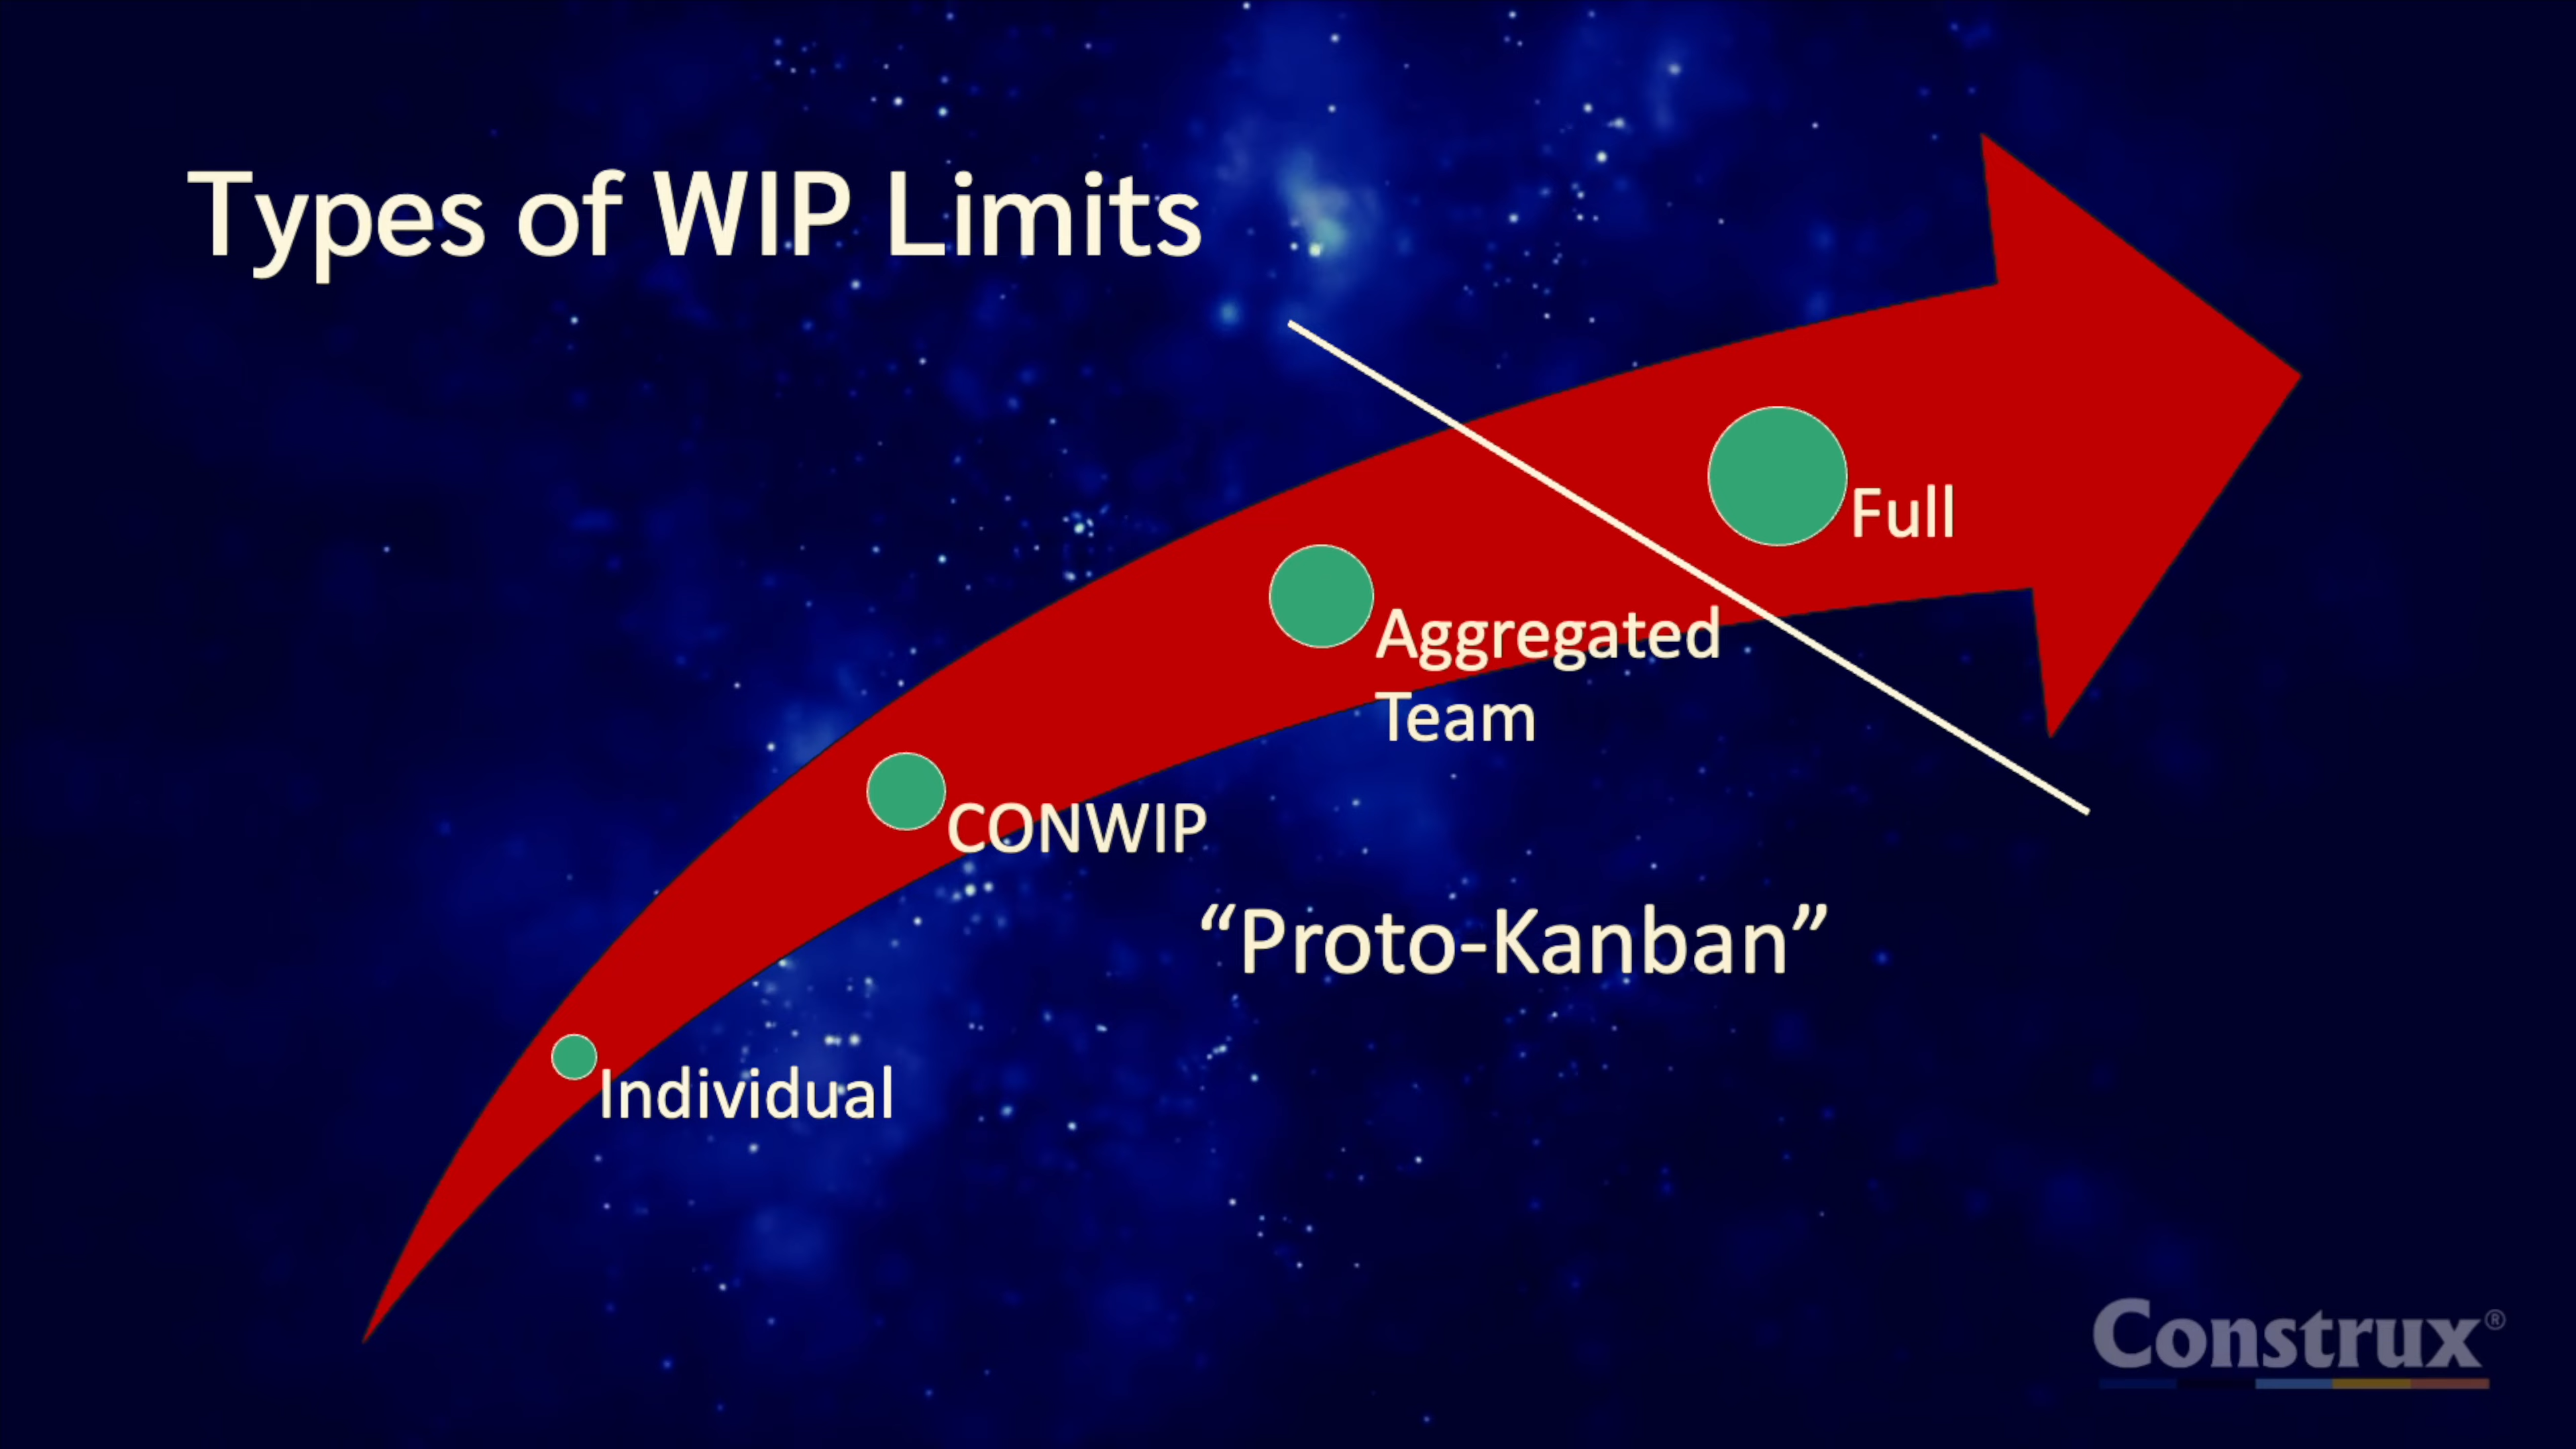 Types of WIP Limits
Full
Aggregated
Team
CONWIP
“Proto-Kanban”
Individual
Construx®